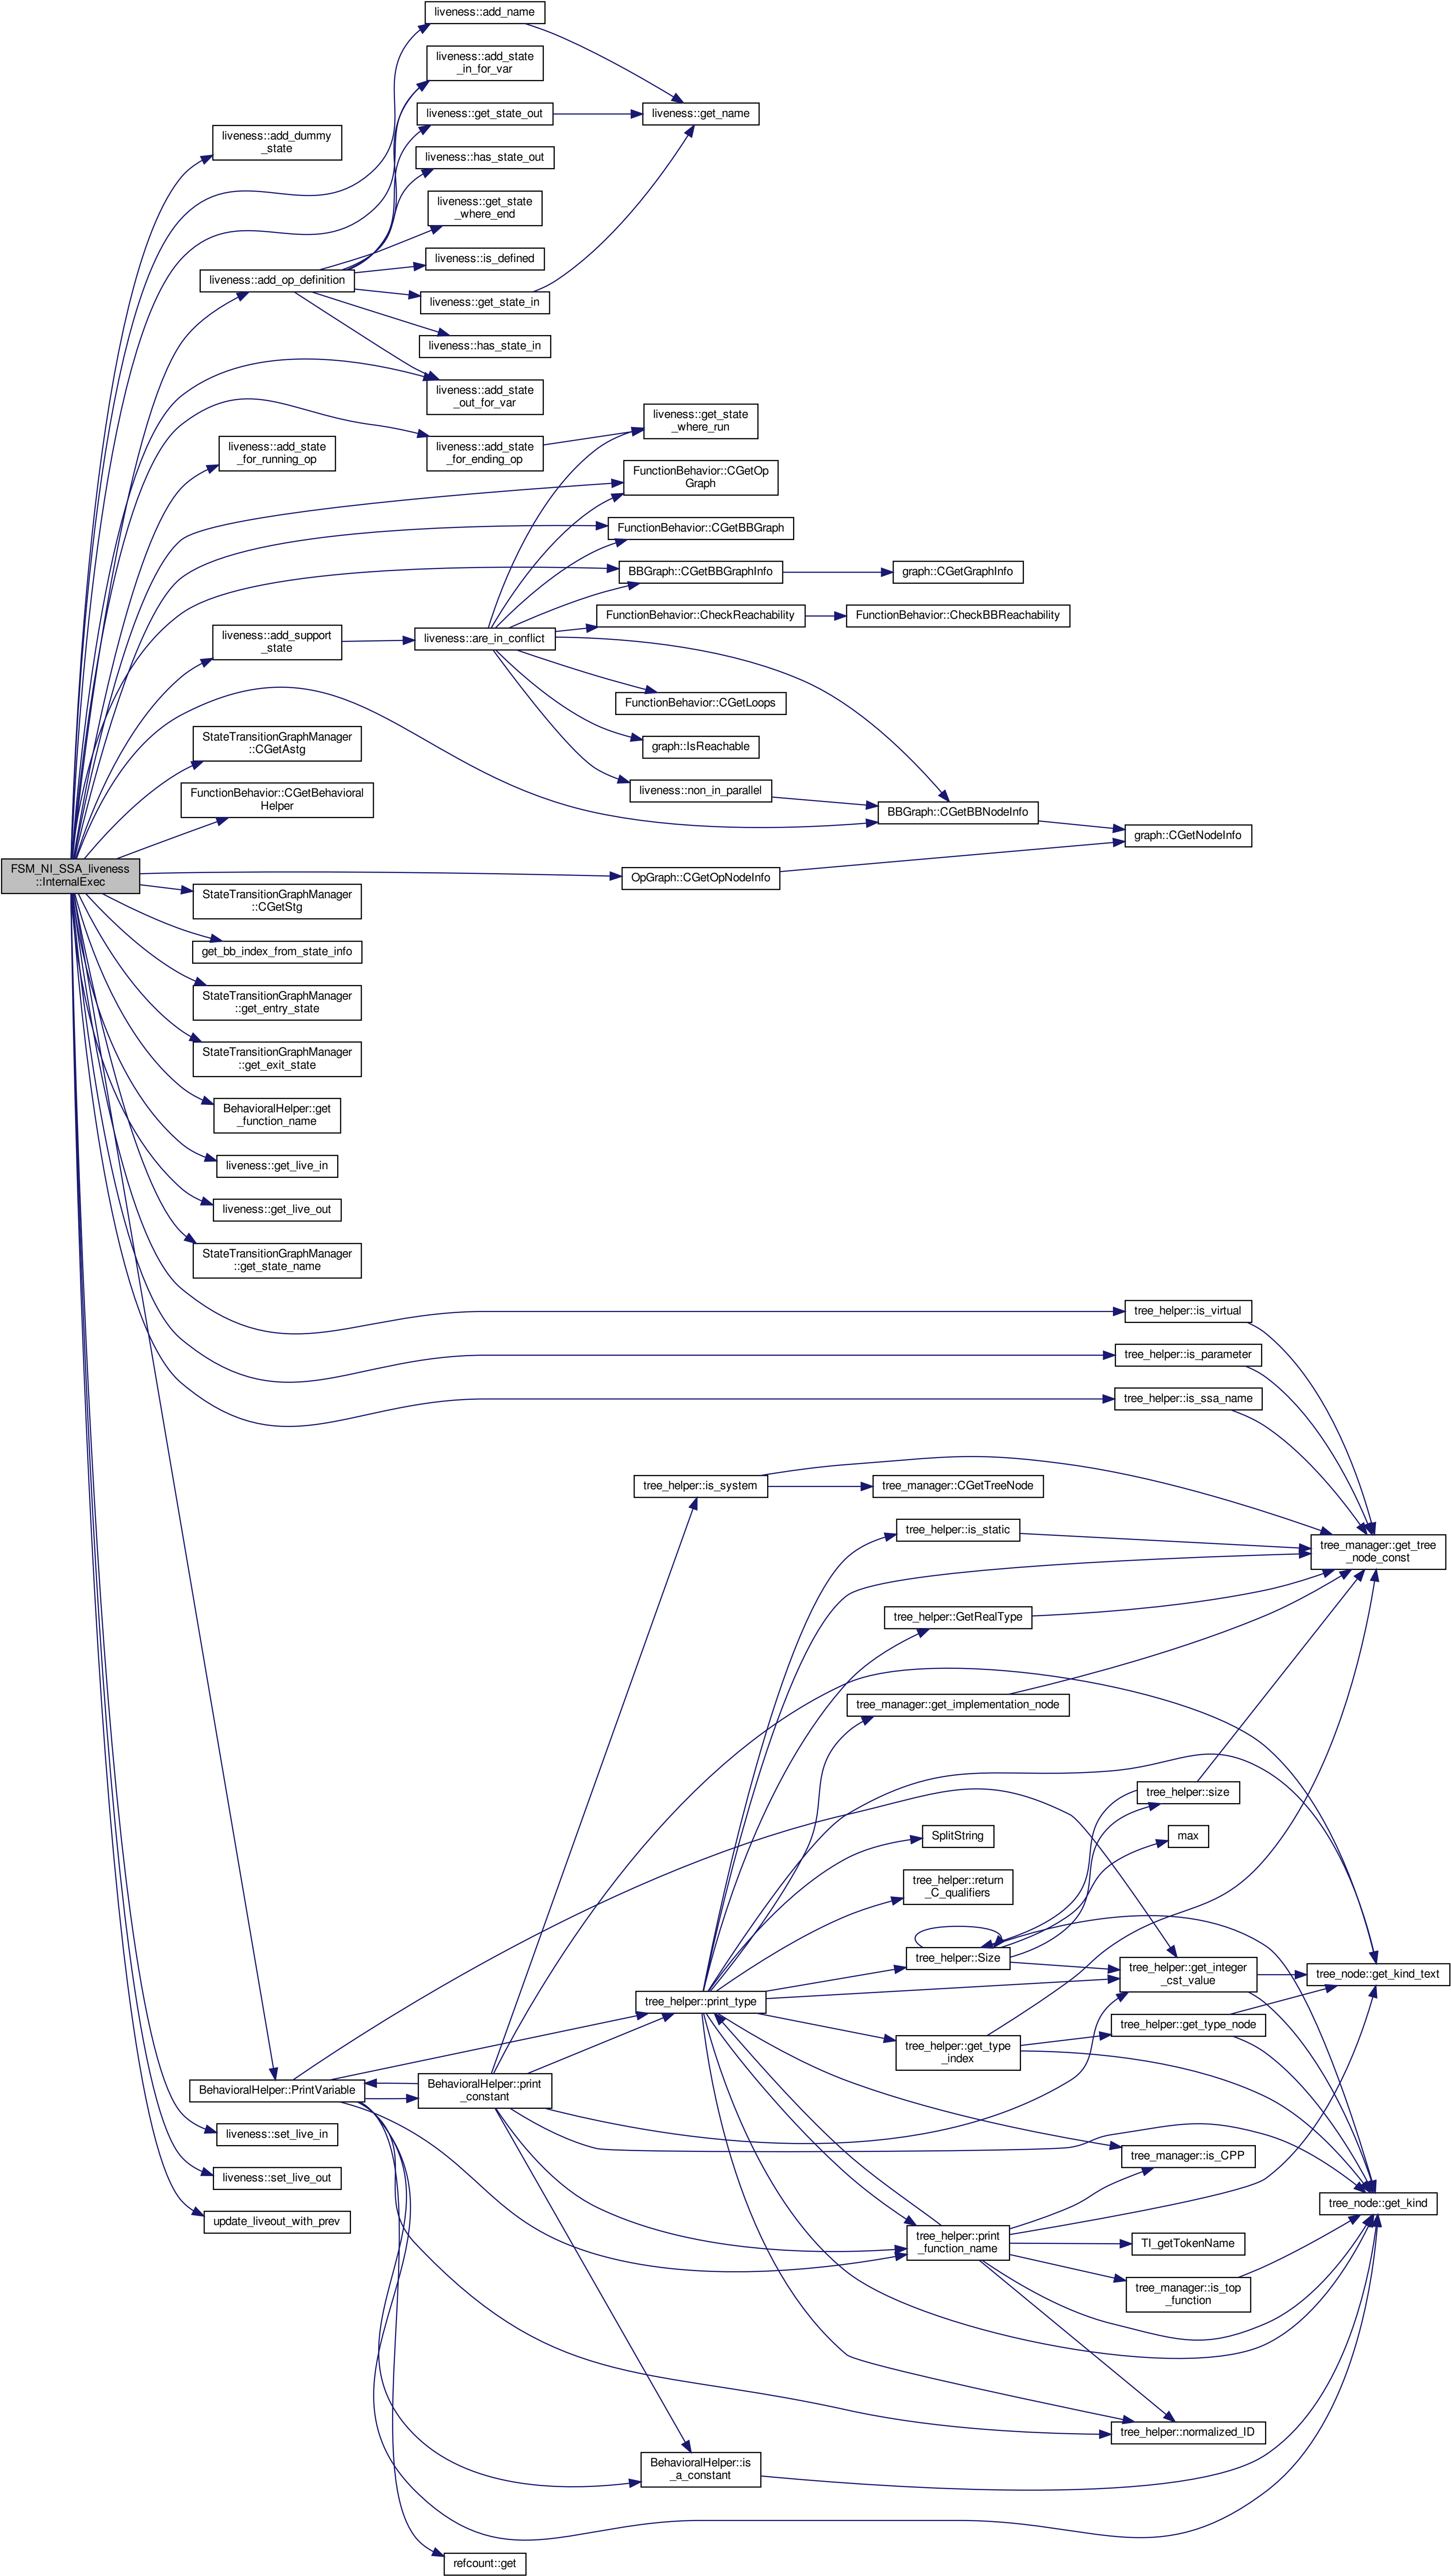 liveness::add_name
liveness::add_state
_in_for_var
liveness::get_state_out
liveness::get_name
liveness::add_dummy
_state
liveness::has_state_out
liveness::get_state
_where_end
liveness::is_defined
liveness::add_op_definition
liveness::get_state_in
liveness::has_state_in
liveness::add_state
_out_for_var
liveness::get_state
_where_run
liveness::add_state
_for_running_op
liveness::add_state
_for_ending_op
FunctionBehavior::CGetOp
Graph
FunctionBehavior::CGetBBGraph
BBGraph::CGetBBGraphInfo
graph::CGetGraphInfo
FunctionBehavior::CheckReachability
FunctionBehavior::CheckBBReachability
liveness::add_support
_state
liveness::are_in_conflict
FunctionBehavior::CGetLoops
StateTransitionGraphManager
::CGetAstg
graph::IsReachable
FunctionBehavior::CGetBehavioral
Helper
liveness::non_in_parallel
BBGraph::CGetBBNodeInfo
graph::CGetNodeInfo
FSM_NI_SSA_liveness
::InternalExec
OpGraph::CGetOpNodeInfo
StateTransitionGraphManager
::CGetStg
get_bb_index_from_state_info
StateTransitionGraphManager
::get_entry_state
StateTransitionGraphManager
::get_exit_state
BehavioralHelper::get
_function_name
liveness::get_live_in
liveness::get_live_out
StateTransitionGraphManager
::get_state_name
tree_helper::is_virtual
tree_helper::is_parameter
tree_helper::is_ssa_name
tree_helper::is_system
tree_manager::CGetTreeNode
tree_helper::is_static
tree_manager::get_tree
_node_const
tree_helper::GetRealType
tree_manager::get_implementation_node
tree_helper::size
SplitString
max
tree_helper::return
_C_qualifiers
tree_helper::Size
tree_helper::get_integer
_cst_value
tree_node::get_kind_text
tree_helper::print_type
tree_helper::get_type_node
tree_helper::get_type
_index
BehavioralHelper::PrintVariable
BehavioralHelper::print
_constant
liveness::set_live_in
tree_manager::is_CPP
liveness::set_live_out
tree_node::get_kind
update_liveout_with_prev
tree_helper::print
_function_name
TI_getTokenName
tree_manager::is_top
_function
tree_helper::normalized_ID
BehavioralHelper::is
_a_constant
refcount::get